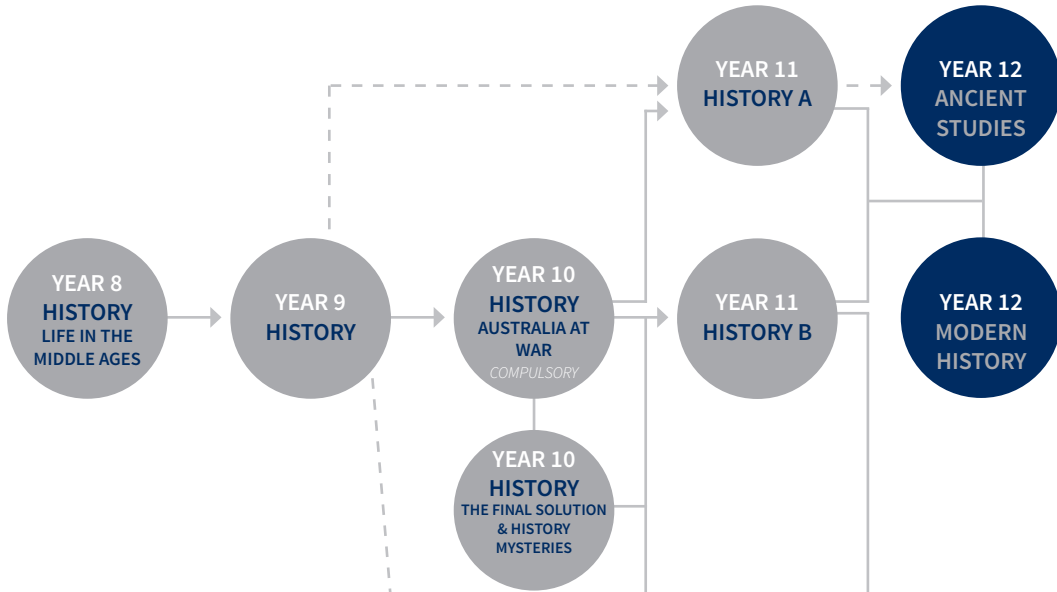 YEAR 11
HISTORY A
YEAR 12
ANCIENT
STUDIES
YEAR 8
HISTORY
LIFE IN THE
MIDDLE AGES
YEAR 9
HISTORY
YEAR 10
HISTORY
AUSTRALIA AT
WAR
COMPULSORY
YEAR 11
HISTORY B
YEAR 12
MODERN
HISTORY
YEAR 10
HISTORY
THE FINAL SOLUTION
& HISTORY
MYSTERIES